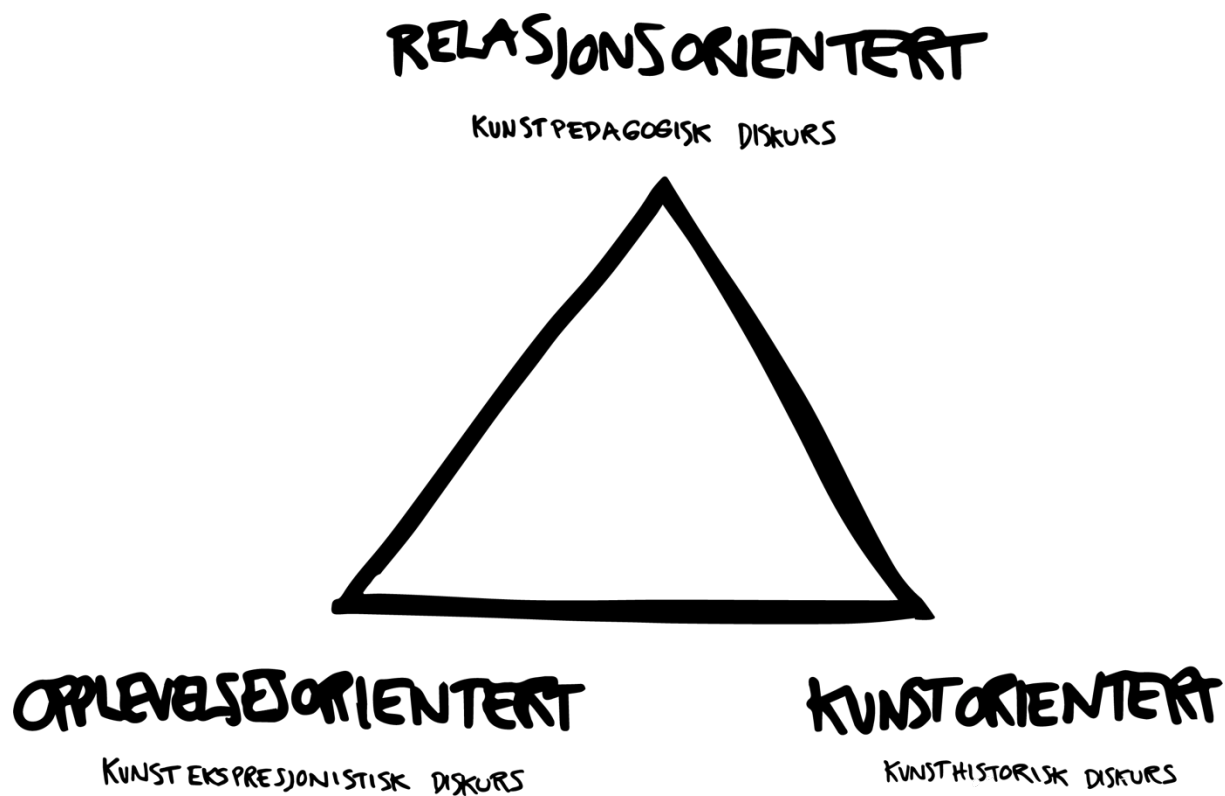 RELASJONSORIENTERT
KUNSTPEDAGOGISK DISKURS
OPPLEVELSESORIENTERT
KUNSTORIENTERT
KUNSTEKSPRESJONISTISK DISKURS
KUNSTHISTORISK DISKURS